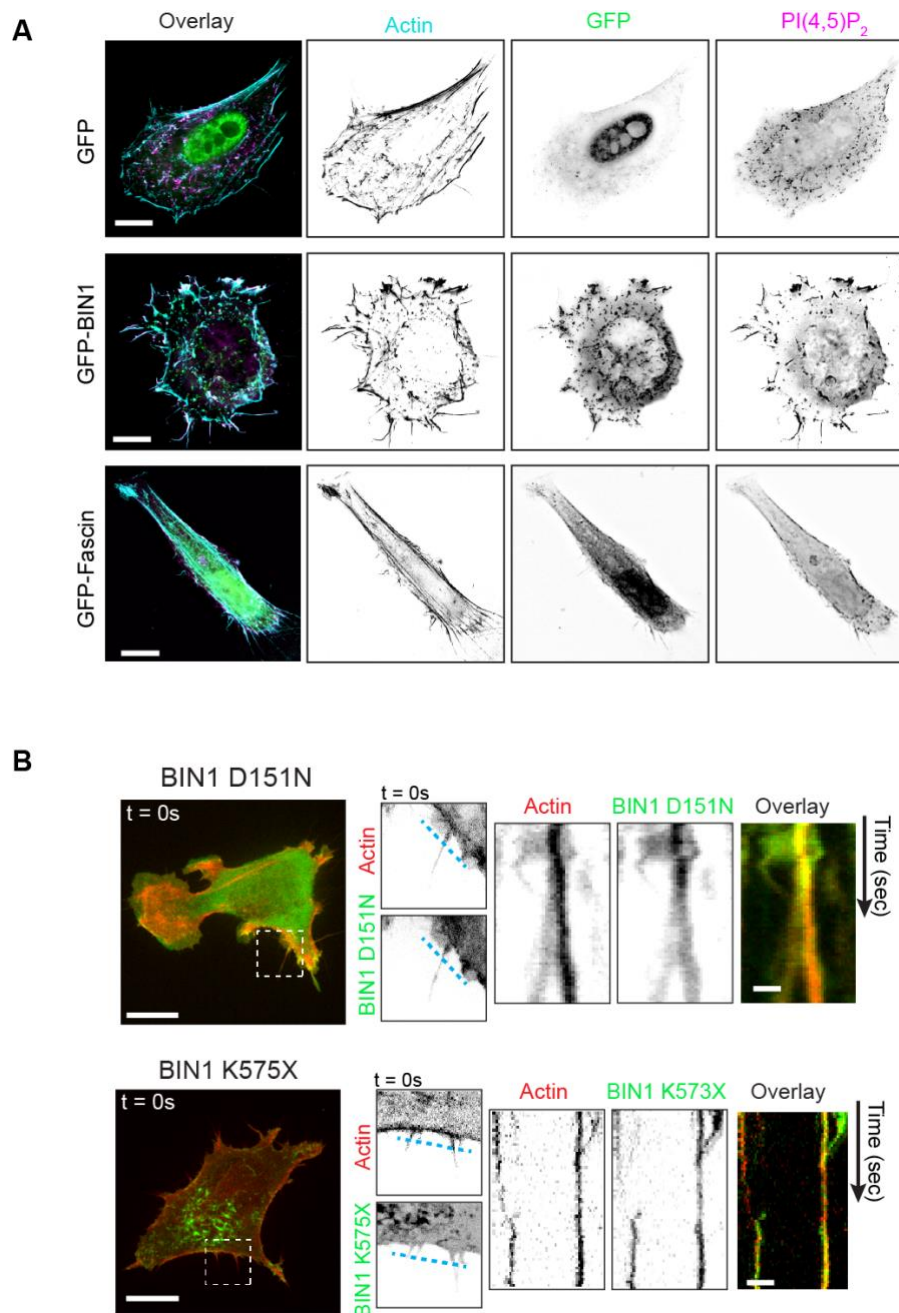 A
Overlay
Actin
GFP
PI(4,5)P2
GFP
GFP-BIN1
GFP-Fascin
B
BIN1 D151N
t = 0s
t = 0s
Actin
BIN1 D151N
Actin
BIN1 D151N
Overlay
Time (sec)
BIN1 K575X
t = 0s
t = 0s
Actin
BIN1 K575X
Actin
BIN1 K573X
Overlay
Time (sec)